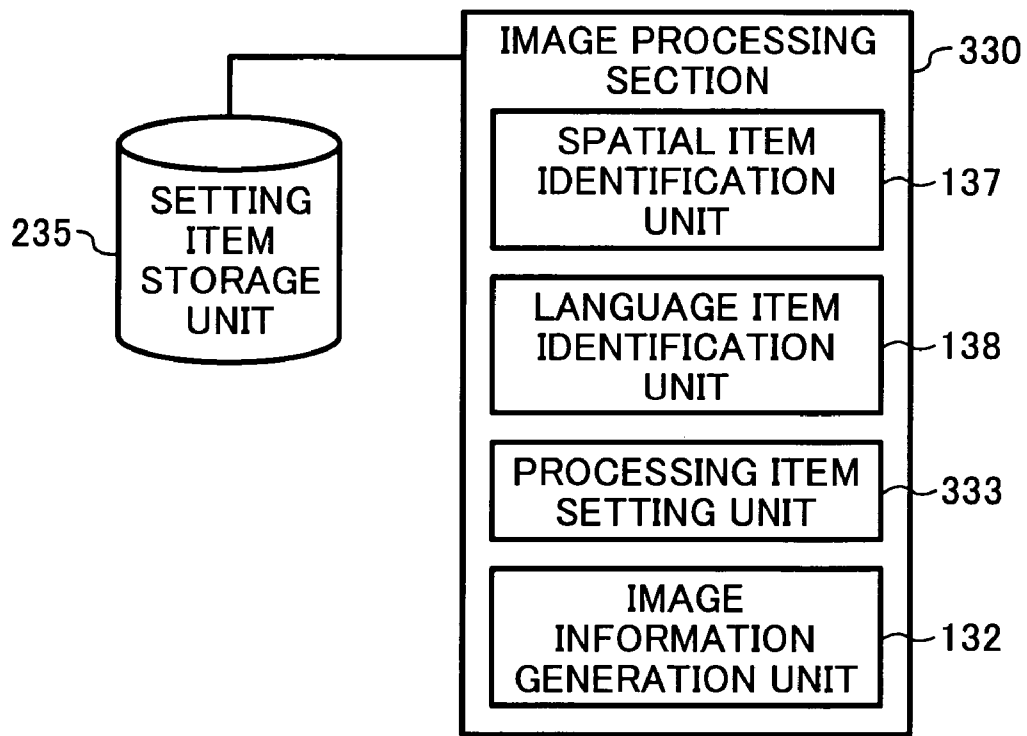 IMAGE PROCESSING
SECTION
330
SPATIAL ITEM
IDENTIFICATION
UNIT
137
SETTING
ITEM
STORAGE
UNIT
235
LANGUAGE ITEM
IDENTIFICATION
UNIT
138
PROCESSING ITEM
SETTING UNIT
333
IMAGE
INFORMATION
GENERATION UNIT
132